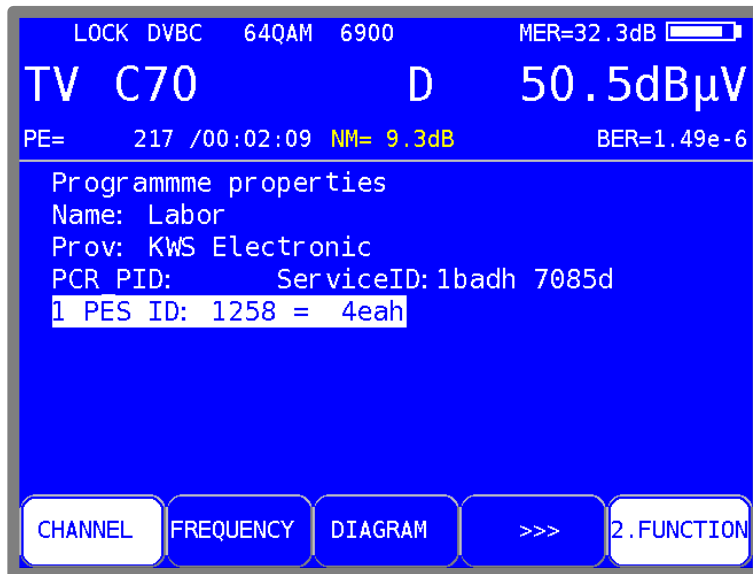 LOCK DVBC 64QAM 6900 MER=32.3dB
TV C70 D 50.5dBµV
PE= 217 /00:02:09 NM= 9.3dB BER=1.49e-6
Programmme properties
Name: Labor
Prov: KWS Electronic
PCR PID: ServiceID:1badh 7085d
1 PES ID: 1258 = 4eah
CHANNEL FREQUENCY DIAGRAM >>> 2.FUNCTION